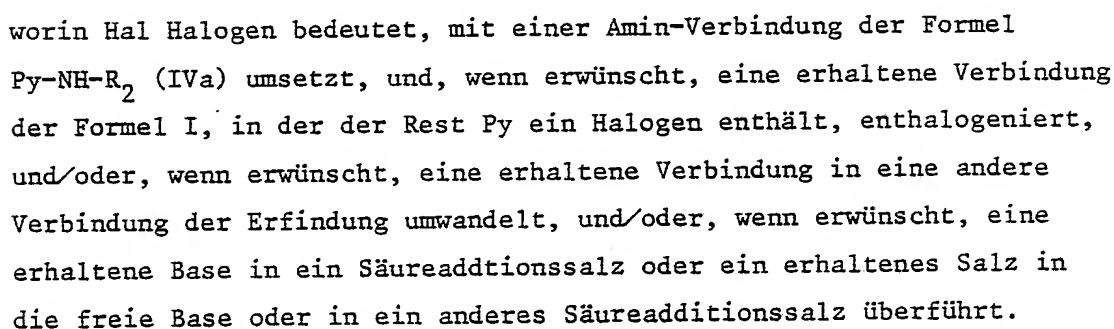 worin Hal Halogen bedeutet, mit einer Amin-Verbindung der Formel
Py-NH-R₂ (IVa) umsetzt, und, wenn erwünscht, eine erhaltene Verbindung
der Formel I, in der der Rest Py ein Halogen enthält, enthalogeniert,
und/oder, wenn erwünscht, eine erhaltene Verbindung in eine andere
Verbindung der Erfindung umwandelt, und/oder, wenn erwünscht, eine
erhaltene Base in ein Säureaddtionssalz oder ein erhaltenes Salz in
die freie Base oder in ein anderes Säureadditionssalz überführt.